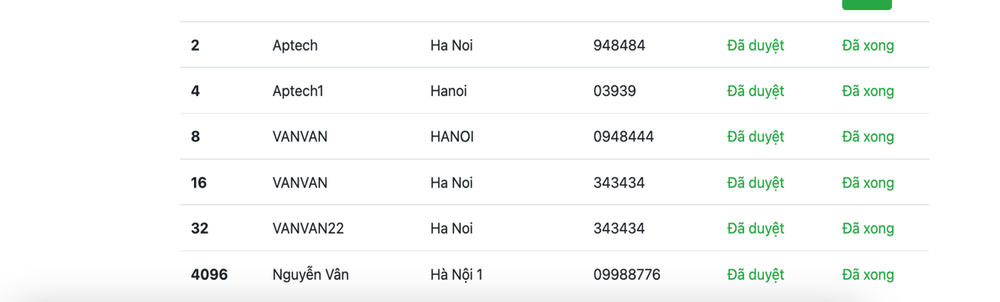 2 Aptech Ha Noi 948484 Đã duyệt Đã xong
4 Aptech1 Hanoi 03939 Đã duyệt Đã xong
8 VANVAN HANOI 0948444 Đã duyệt Đã xong
16 VANVAN Ha Noi 343434 Đã duyệt Đã xong
32 VANVAN22 Ha Noi 343434 Đã duyệt Đã xong
4096 Nguyễn Vân Hà Nội 1 09988776 Đã duyệt Đã xong